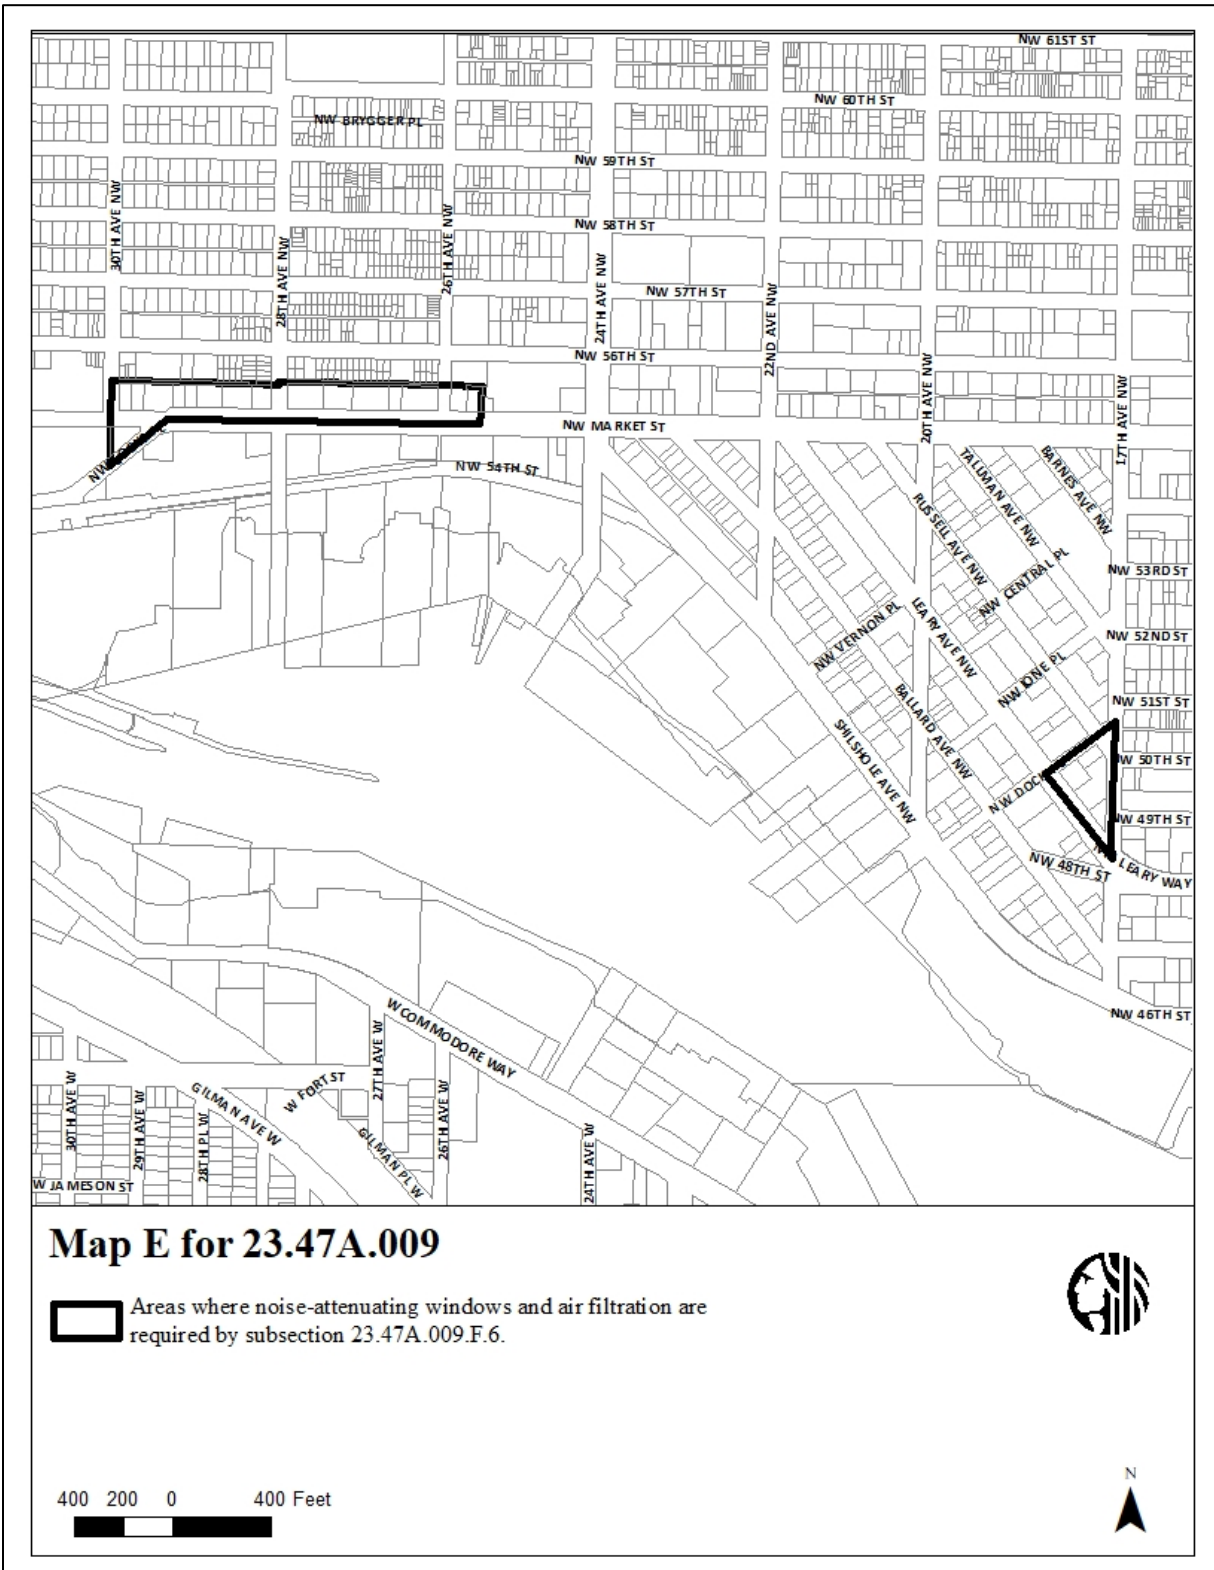 NW 61ST ST
NW 60TH ST
NW BRYGGER PL
NW 59TH ST
30TH AVE NW
NW 58TH ST
26TH AVE NW
28TH AVE NW
24TH AVE NW
NW 57TH ST
22ND AVE NW
NW 56TH ST
20TH AVE NW
17TH AVE NW
NW MARKET ST
NW
NW 54TH ST
TALLMAN AVE NW
BARNES AVE NW
RUSSELL AVE NW
NW 53RD ST
NW CENTRAL PL
LEARY AVE NW
NW VERNON PL
NW 52ND ST
NW IONE PL
BALLARD AVE NW
NW 51ST ST
SHILSHOLE AVE NW
NW 50TH ST
NW DOCK
NW 49TH ST
NW 48TH ST
LEARY WAY
NW 46TH ST
W COMMODORE WAY
27TH AVE W
W FORT ST
30TH AVE W
29TH AVE W
28TH PL W
GILMAN AVE W
GILMAN PL W
26TH AVE W
24TH AVE W
W JAMESON ST
Map E for 23.47A.009
Areas where noise-attenuating windows and air filtration are
required by subsection 23.47A.009.F.6.
N
400 200 0 400 Feet